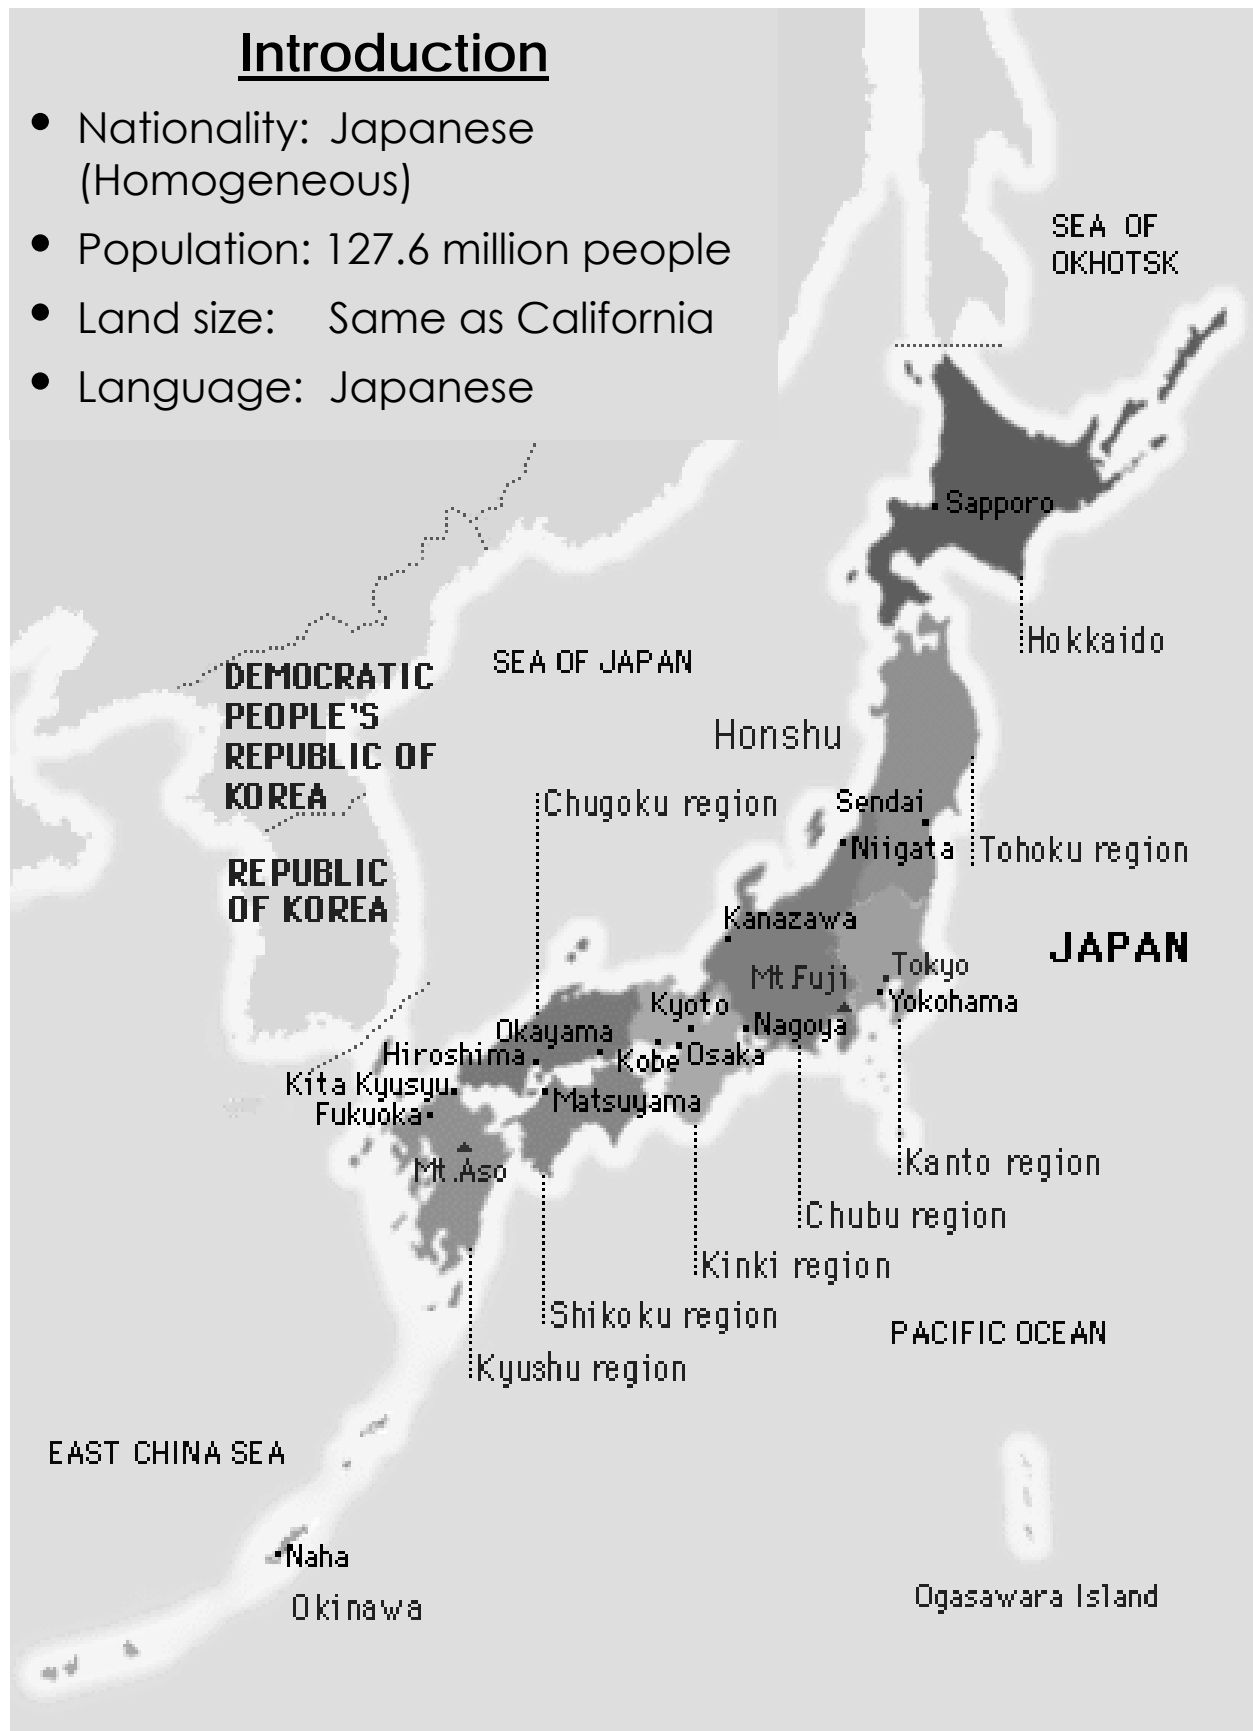 Introduction
• Nationality: Japanese
(Homogeneous)
• Population: 127.6 million people
• Land size: Same as California
• Language: Japanese
SEA OF
OKHOTSK
Sapporo
Hokkaido
DEMOCRATIC
PEOPLE'S
REPUBLIC OF
KOREA
SEA OF JAPAN
Honshu
Chugoku region
Sendai
Niigata
Tohoku region
REPUBLIC
OF KOREA
Kanazawa
JAPAN
Mt.Fuji
Tokyo
Yokohama
Kyoto
Nagoya
Okayama
Hiroshima
Kobe
Osaka
Kita Kyusyu
Fukuoka
Matsuyama
Mt.Aso
Kanto region
Chubu region
Kinki region
Shikoku region
PACIFIC OCEAN
Kyushu region
EAST CHINA SEA
Naha
Okinawa
Ogasawara Island